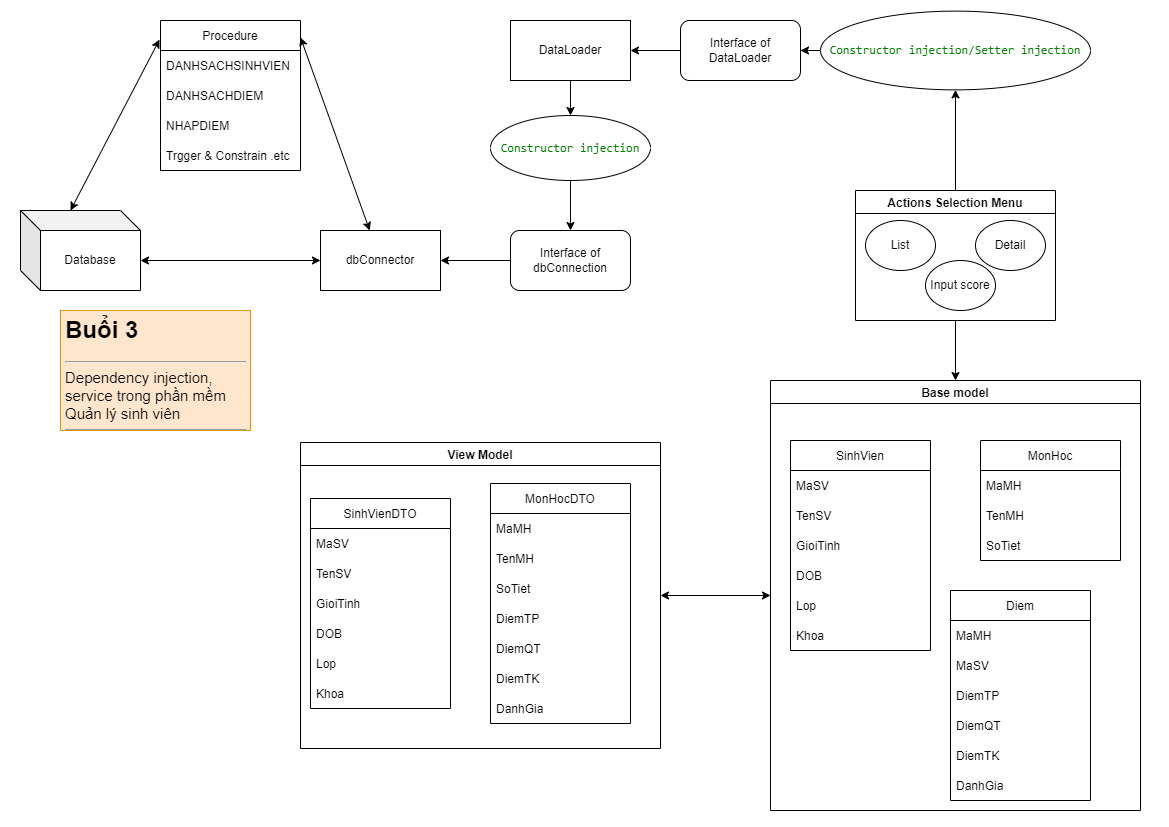 Procedure
DANHSACHSINHVIEN
DANHSACHDIEM
NHAPDIEM
Trgger & Constrain .etc
DataLoader
Interface of
DataLoader
Constructor injection/Setter injection
Constructor injection
Database
dbConnector
Interface of
dbConnection
Actions Selection Menu
List
Detail
Input score
Buổi 3
Dependency injection,
service trong phần mềm
Quản lý sinh viên
View Model
SinhVienDTO
MaSV
TenSV
GioiTinh
DOB
Lop
Khoa
MonHocDTO
MaMH
TenMH
SoTiet
DiemTP
DiemQT
DiemTK
DanhGia
Base model
SinhVien
MaSV
TenSV
GioiTinh
DOB
Lop
Khoa
MonHoc
MaMH
TenMH
SoTiet
Diem
MaMH
MaSV
DiemTP
DiemQT
DiemTK
DanhGia